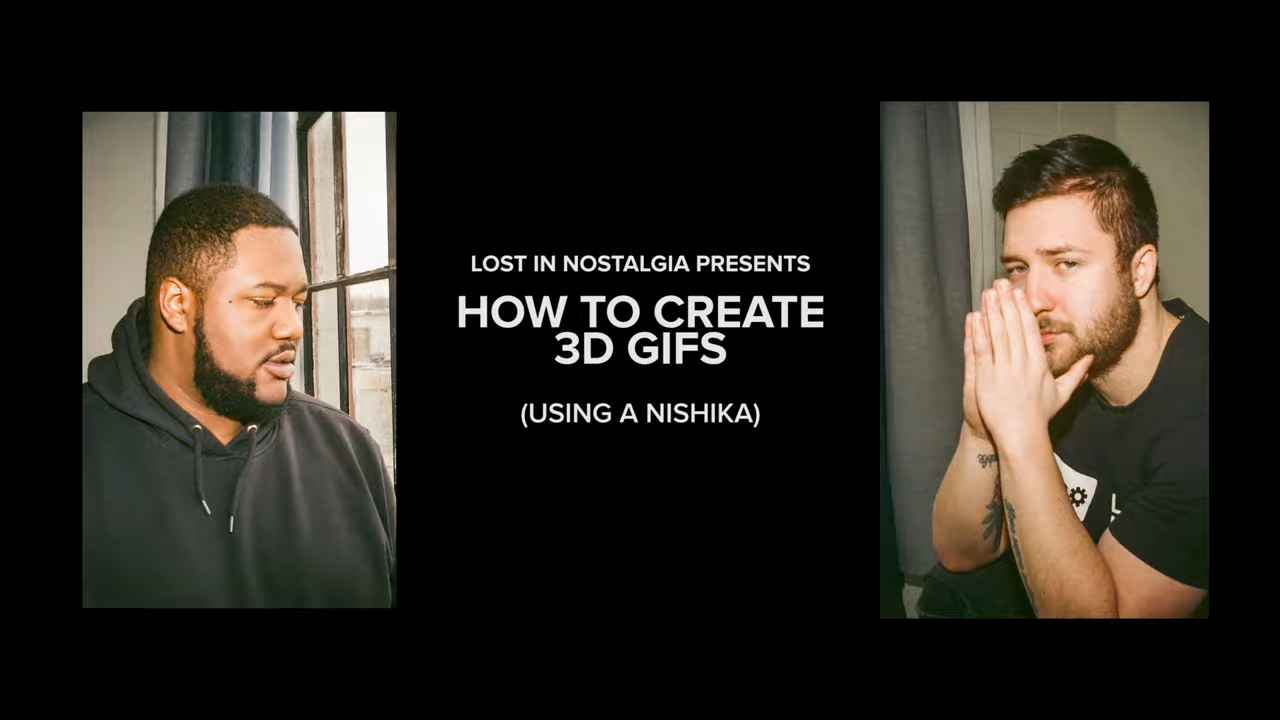 LOST IN NOSTALGIA PRESENTS
HOW TO CREATE
3D GIFS
(USING A NISHIKA)